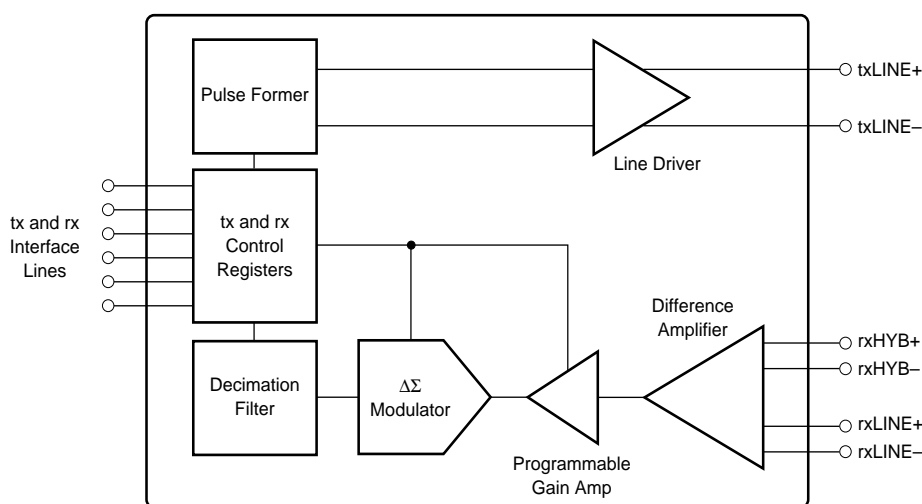 Pulse Former
Line Driver
txLINE+
txLINE–
tx and rx
Interface
Lines
tx and rx
Control
Registers
Decimation
Filter
ΔΣ
Modulator
Programmable
Gain Amp
Difference
Amplifier
rxHYB+
rxHYB–
rxLINE+
rxLINE–